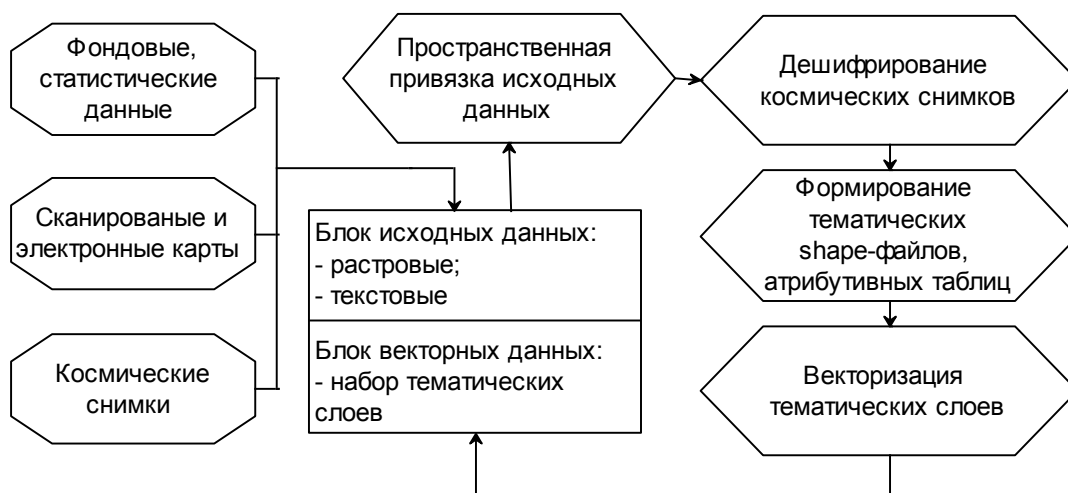 Фондовые,
статистические
данные
Сканированые и
электронные карты
Космические
снимки
Пространственная
привязка исходных
данных
Блок исходных данных:
- растровые;
- текстовые
Блок векторных данных:
- набор тематических
слоев
Дешифрирование
космических снимков
Формирование
тематических
shape-файлов,
атрибутивных таблиц
Векторизация
тематических слоев